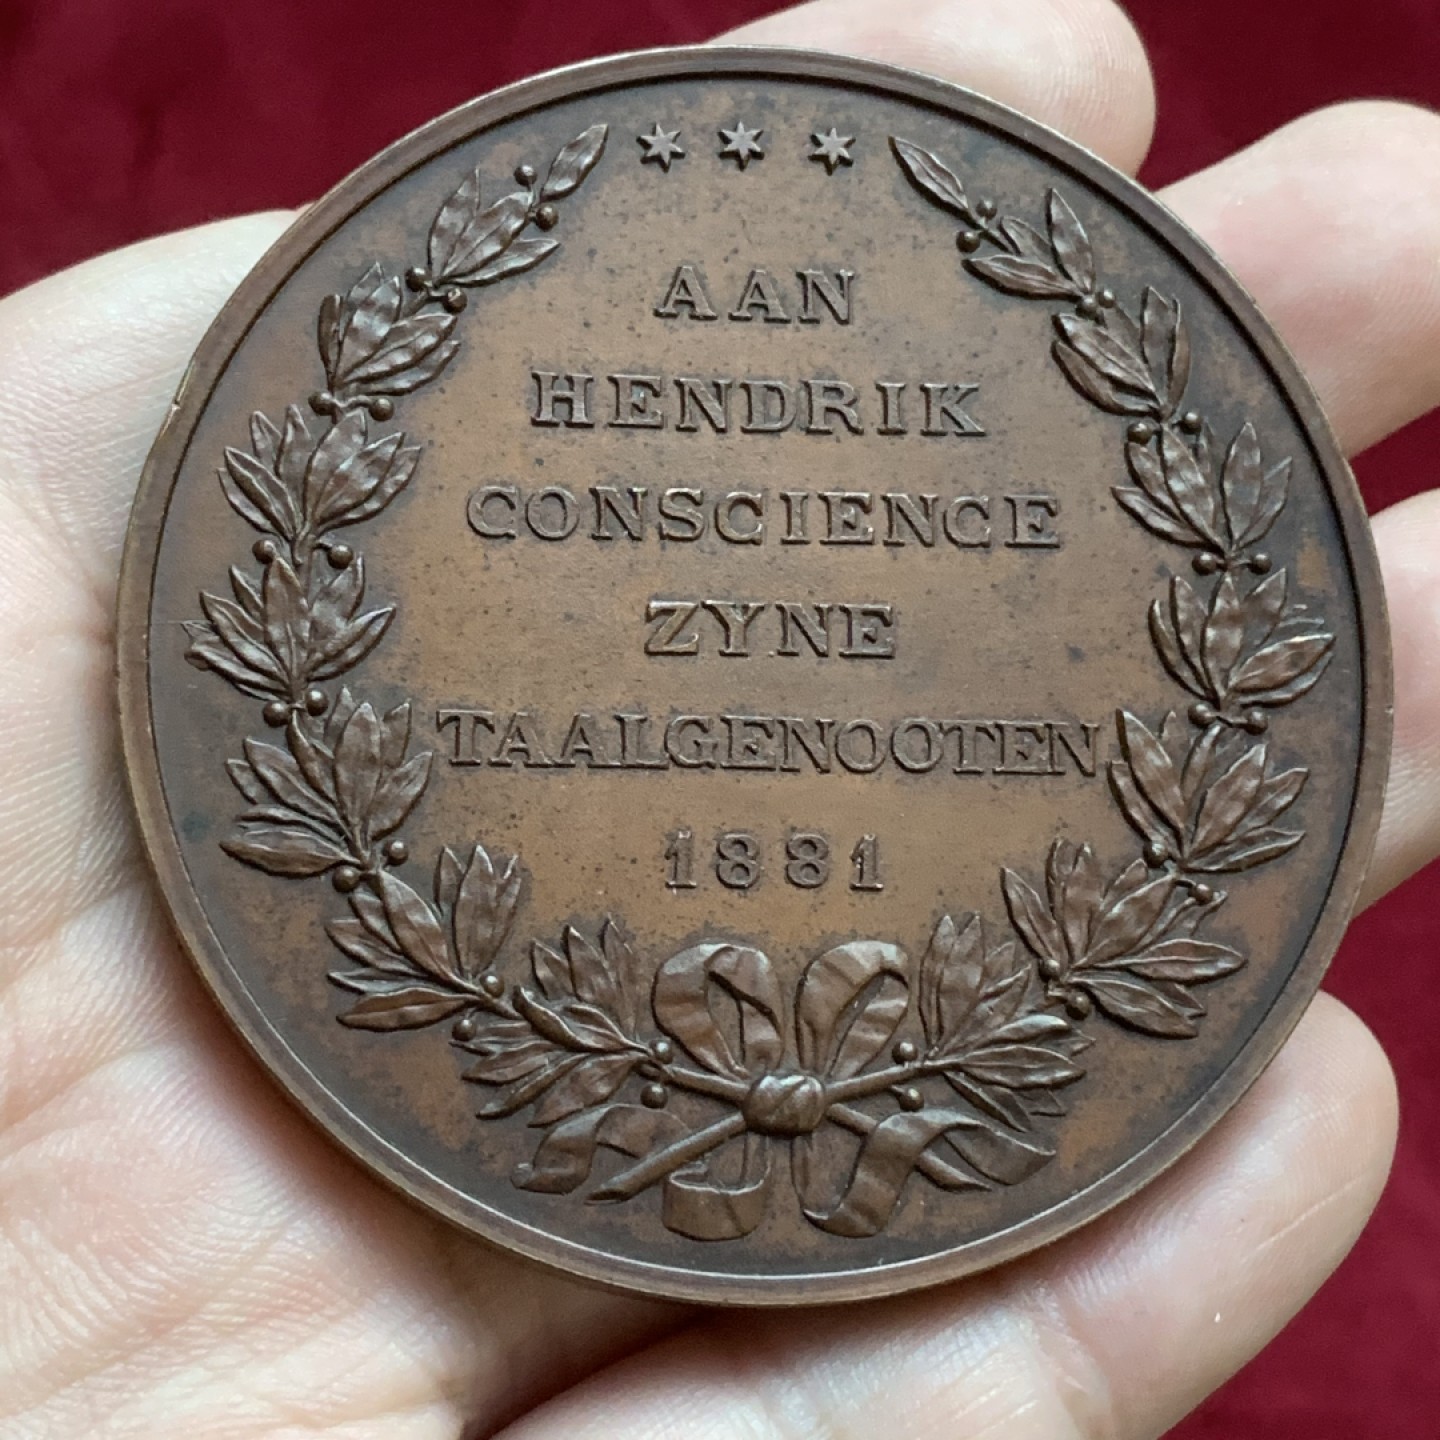 AAN
HENDRIK
CONSCIENCE
ZYNE
TAALGENOOTEN
1881